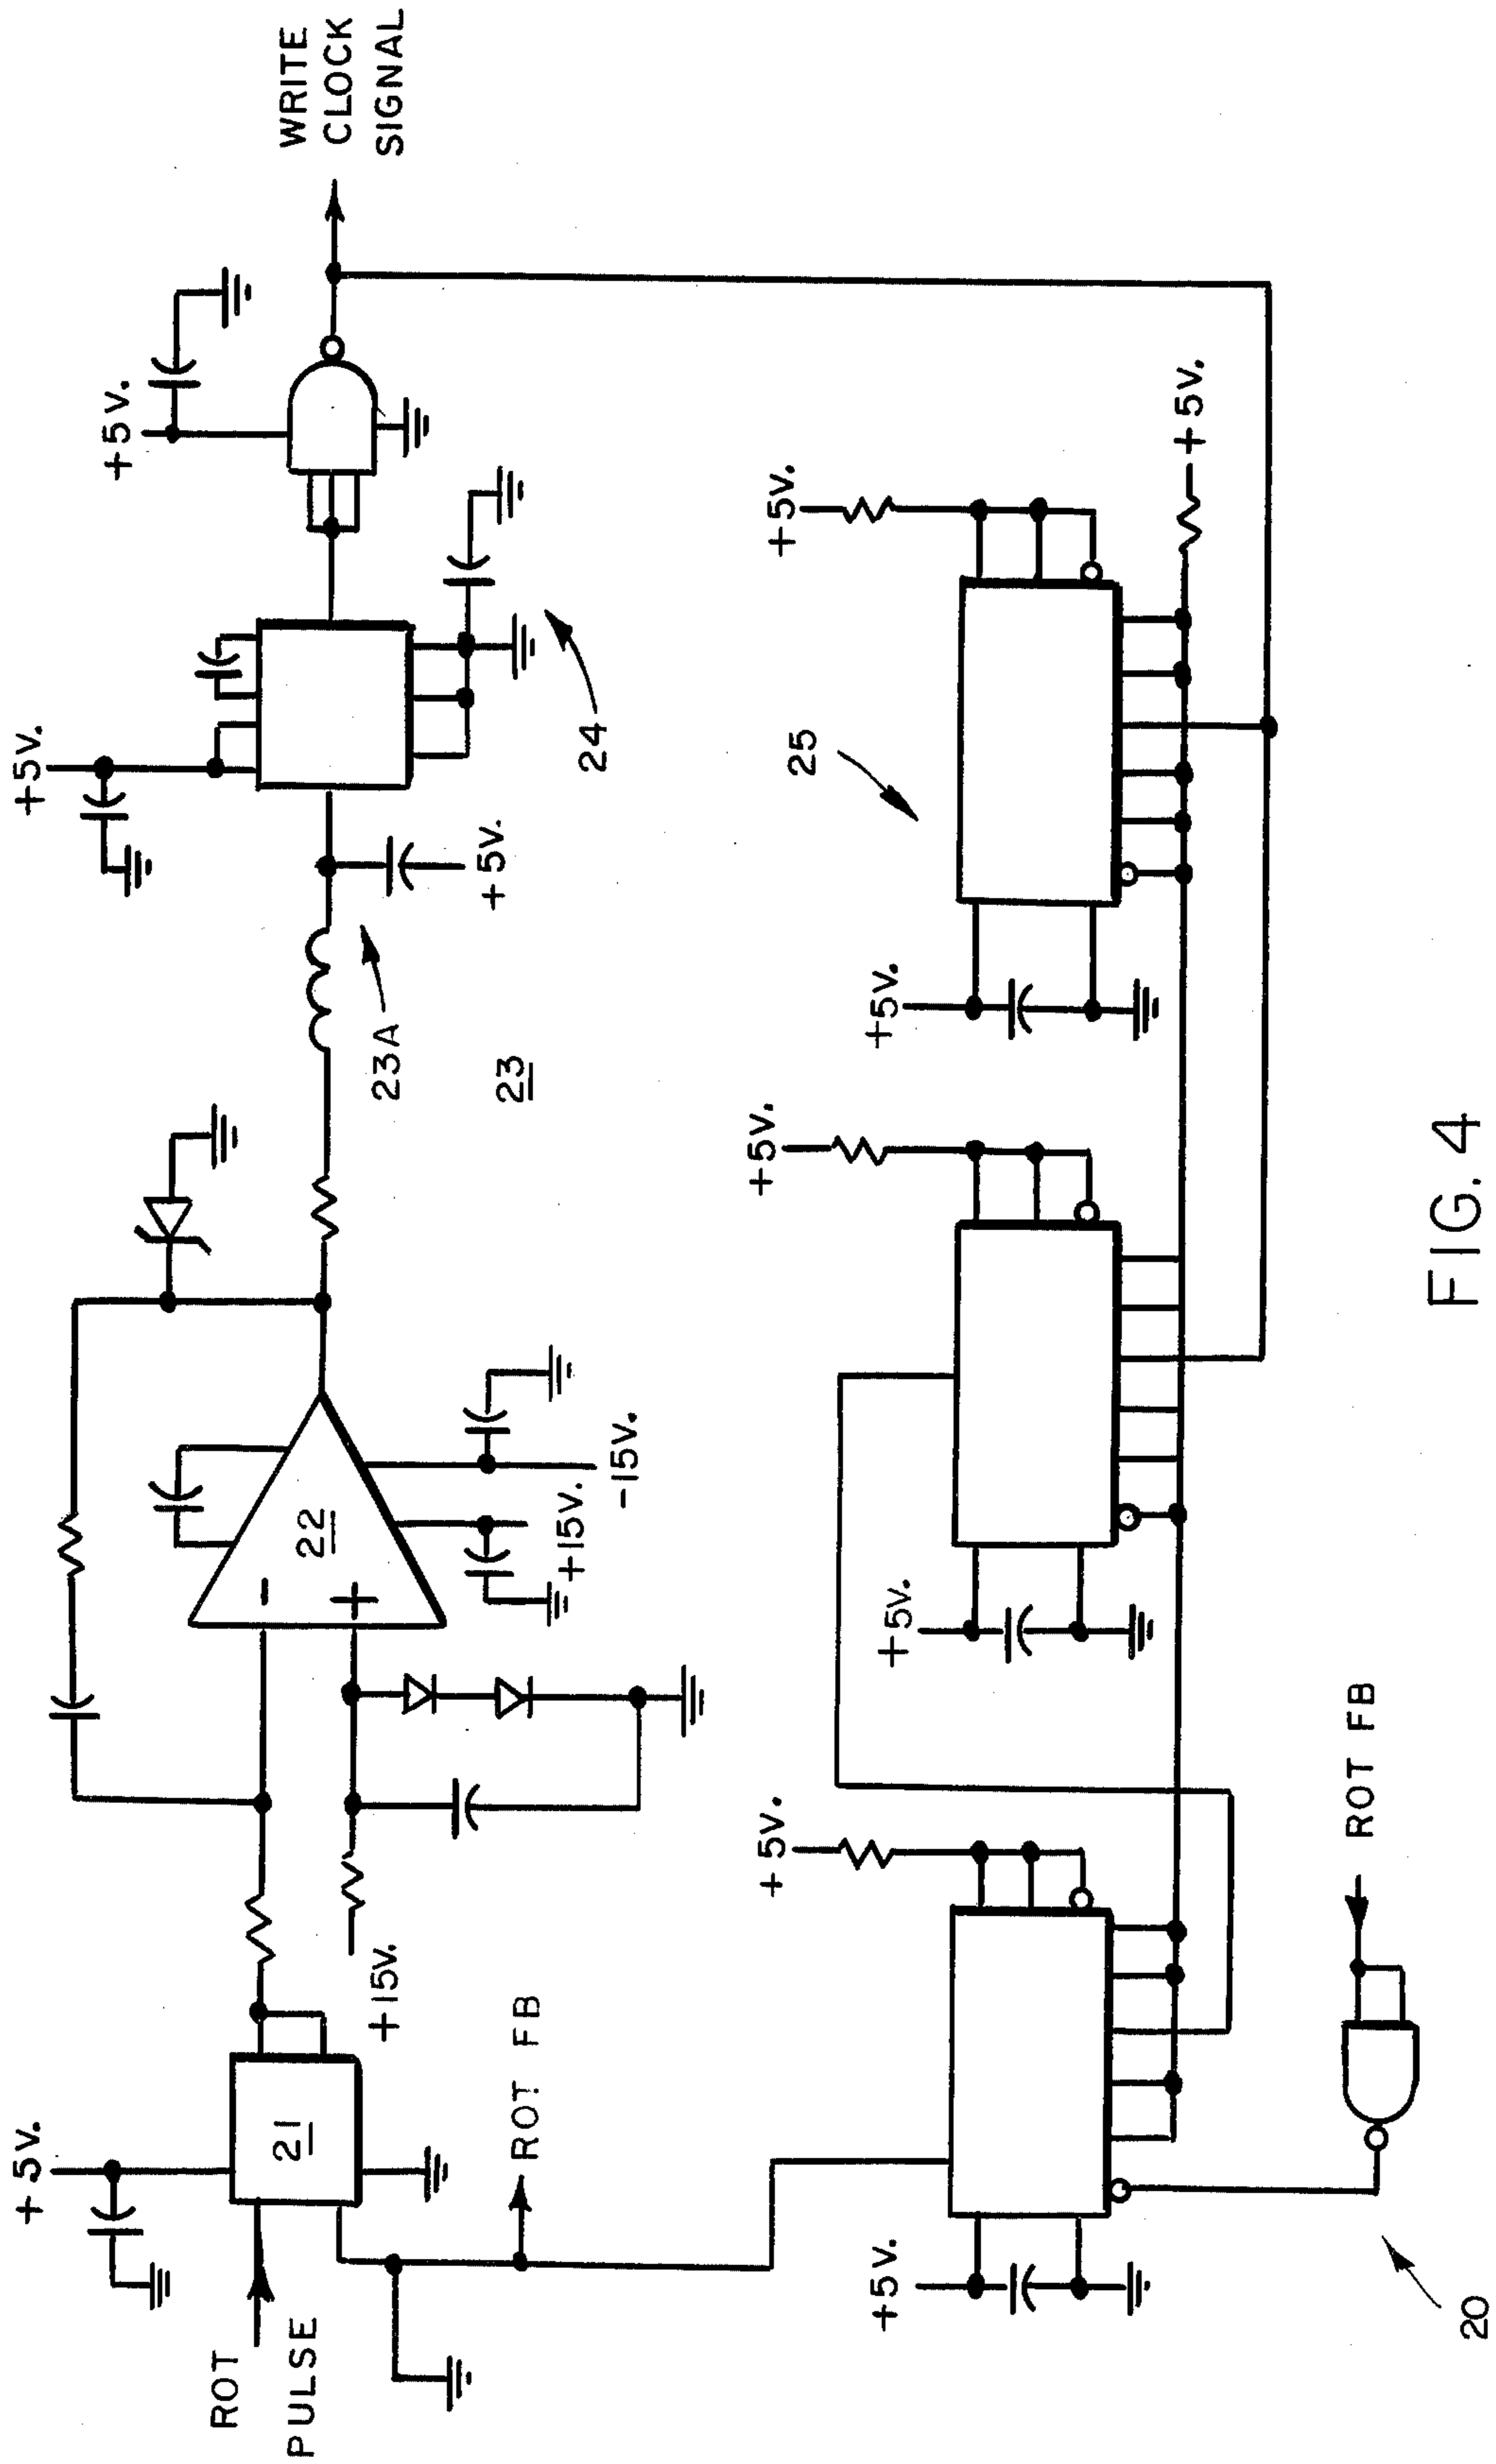 +5V.
ROT
PULSE
21
+15V.
ROT FB
22
+15V.
-15V.
23
23A
+5V.
+5V.
24
+5V.
WRITE
CLOCK
SIGNAL
+5V.
+5V.
+5V.
+5V.
+5V.
+5V.
25
+5V.
ROT FB
20
FIG. 4